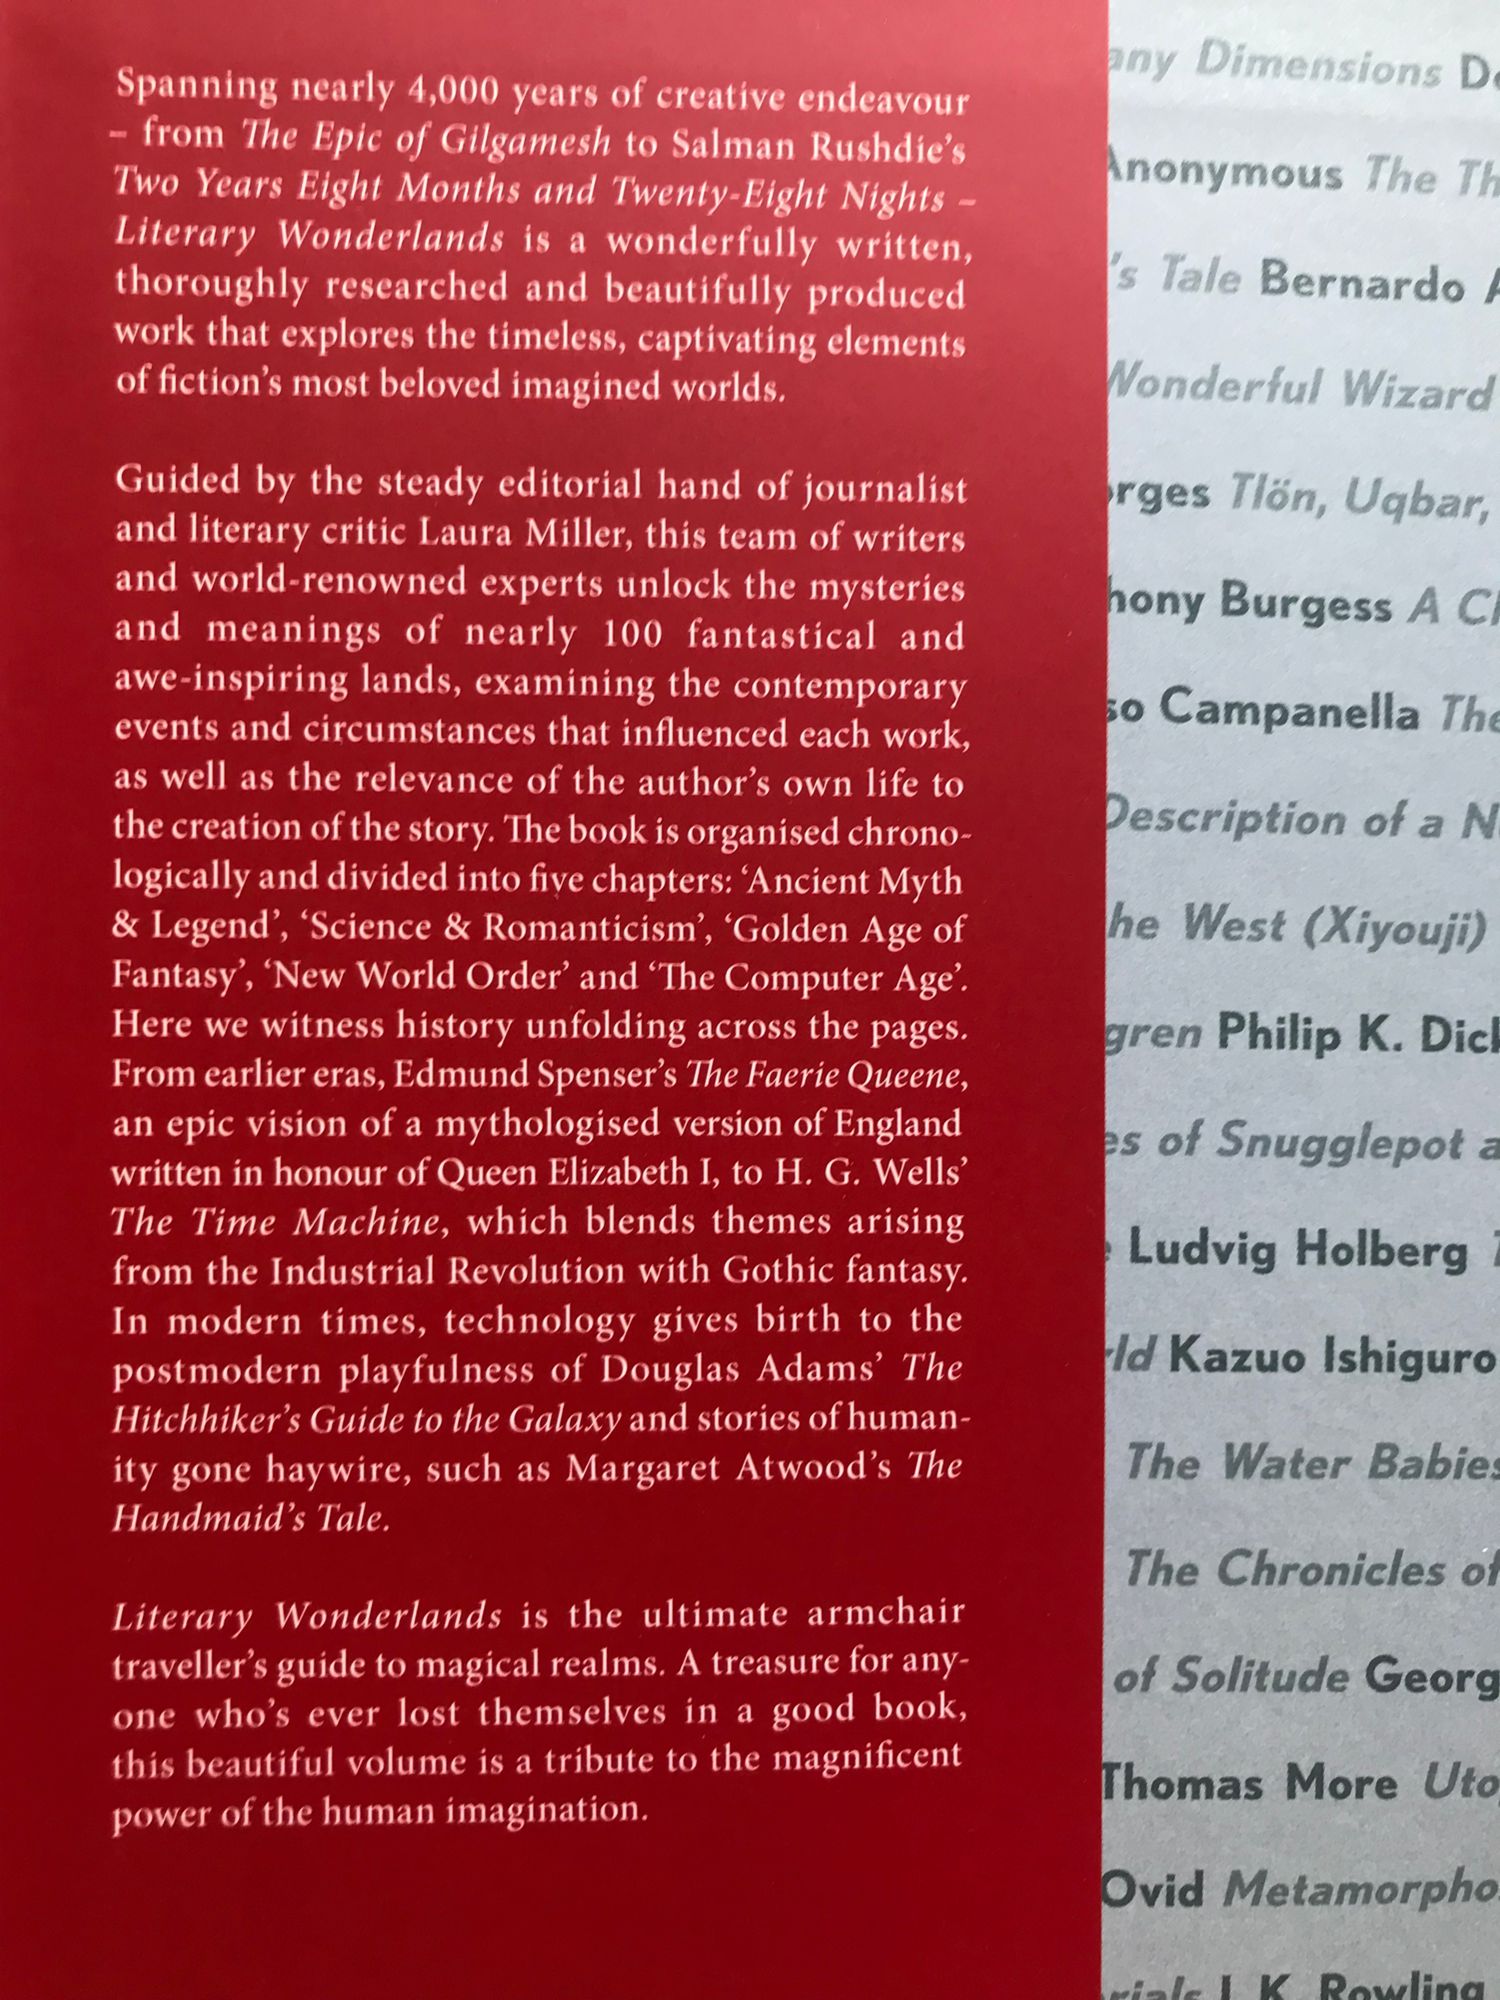 Spanning nearly 4,000 years of creative endeavour
– from The Epic of Gilgamesh to Salman Rushdie's
Two Years Eight Months and Twenty-Eight Nights –
Literary Wonderlands is a wonderfully written,
thoroughly researched and beautifully produced
work that explores the timeless, captivating elements
of fiction's most beloved imagined worlds.
Guided by the steady editorial hand of journalist
and literary critic Laura Miller, this team of writers
and world-renowned experts unlock the mysteries
and meanings of nearly 100 fantastical and
awe-inspiring lands, examining the contemporary
events and circumstances that influenced each work,
as well as the relevance of the author's own life to
the creation of the story. The book is organised chrono-
logically and divided into five chapters: 'Ancient Myth
& Legend', 'Science & Romanticism', 'Golden Age of
Fantasy', 'New World Order' and 'The Computer Age'.
Here we witness history unfolding across the pages.
From earlier eras, Edmund Spenser's The Faerie Queene,
an epic vision of a mythologised version of England
written in honour of Queen Elizabeth I, to H. G. Wells'
The Time Machine, which blends themes arising
from the Industrial Revolution with Gothic fantasy.
In modern times, technology gives birth to the
postmodern playfulness of Douglas Adams' The
Hitchhiker's Guide to the Galaxy and stories of human-
ity gone haywire, such as Margaret Atwood's The
Handmaid's Tale.
Literary Wonderlands is the ultimate armchair
traveller's guide to magical realms. A treasure for any-
one who's ever lost themselves in a good book,
this beautiful volume is a tribute to the magnificent
power of the human imagination.
any Dimensions
Anonymous The
's Tale Bernardo
Wonderful Wizard
rges Tlön, Uqbar,
hony Burgess A
so Campanella The
Description of a
he West (Xiyouji)
gren Philip K. Dick
es of Snugglepot
Ludvig Holberg
ld Kazuo Ishiguro
The Water Babies
The Chronicles of
of Solitude Georg
Thomas More Uto
Ovid Metamorpho
rials J. K. Rowling